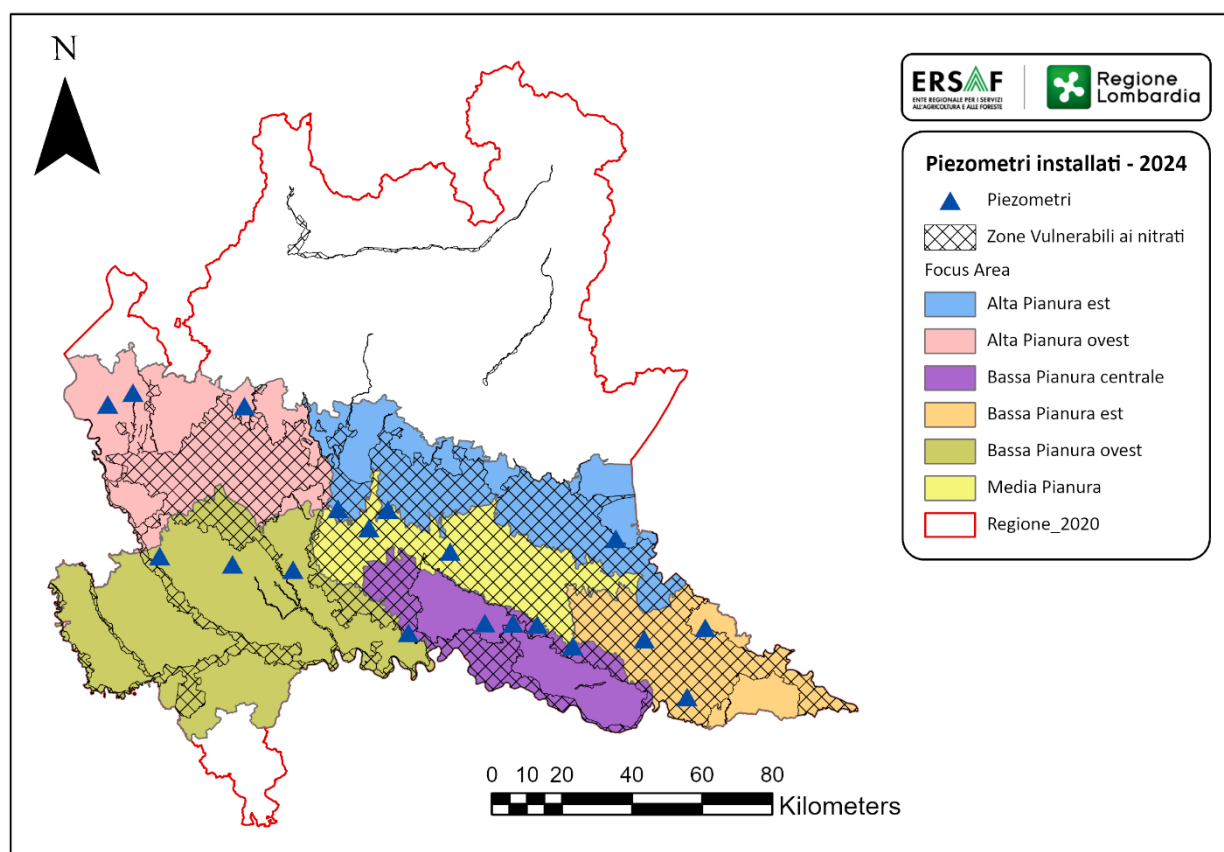 N
ERSAF
ENTE REGIONALE PER I SERVIZI
ALL'AGRICOLTURA E ALLE FORESTE
Regione
Lombardia
Piezometri installati - 2024
Piezometri
Zone Vulnerabili ai nitrati
Focus Area
Alta Pianura est
Alta Pianura ovest
Bassa Pianura centrale
Bassa Pianura est
Bassa Pianura ovest
Media Pianura
Regione_2020
0 10 20 40 60 80
Kilometers